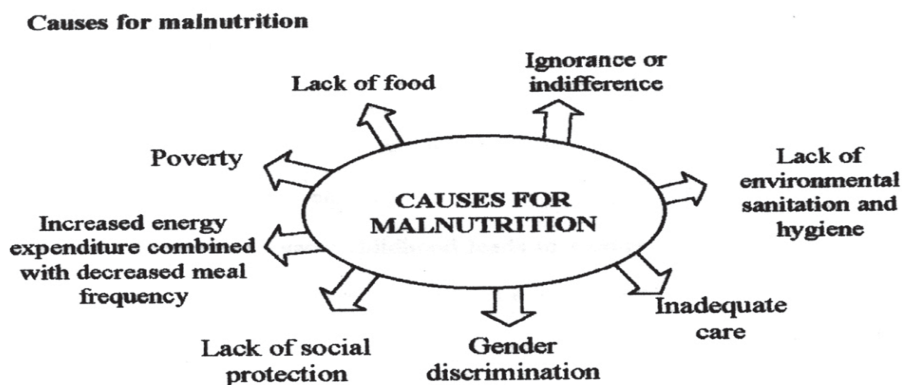 Causes for malnutrition
Lack of food
Ignorance or
indifference
Poverty
CAUSES FOR
MALNUTRITION
Lack of
environmental
sanitation and
hygiene
Increased energy
expenditure combined
with decreased meal
frequency
Inadequate
care
Lack of social
protection
Gender
discrimination